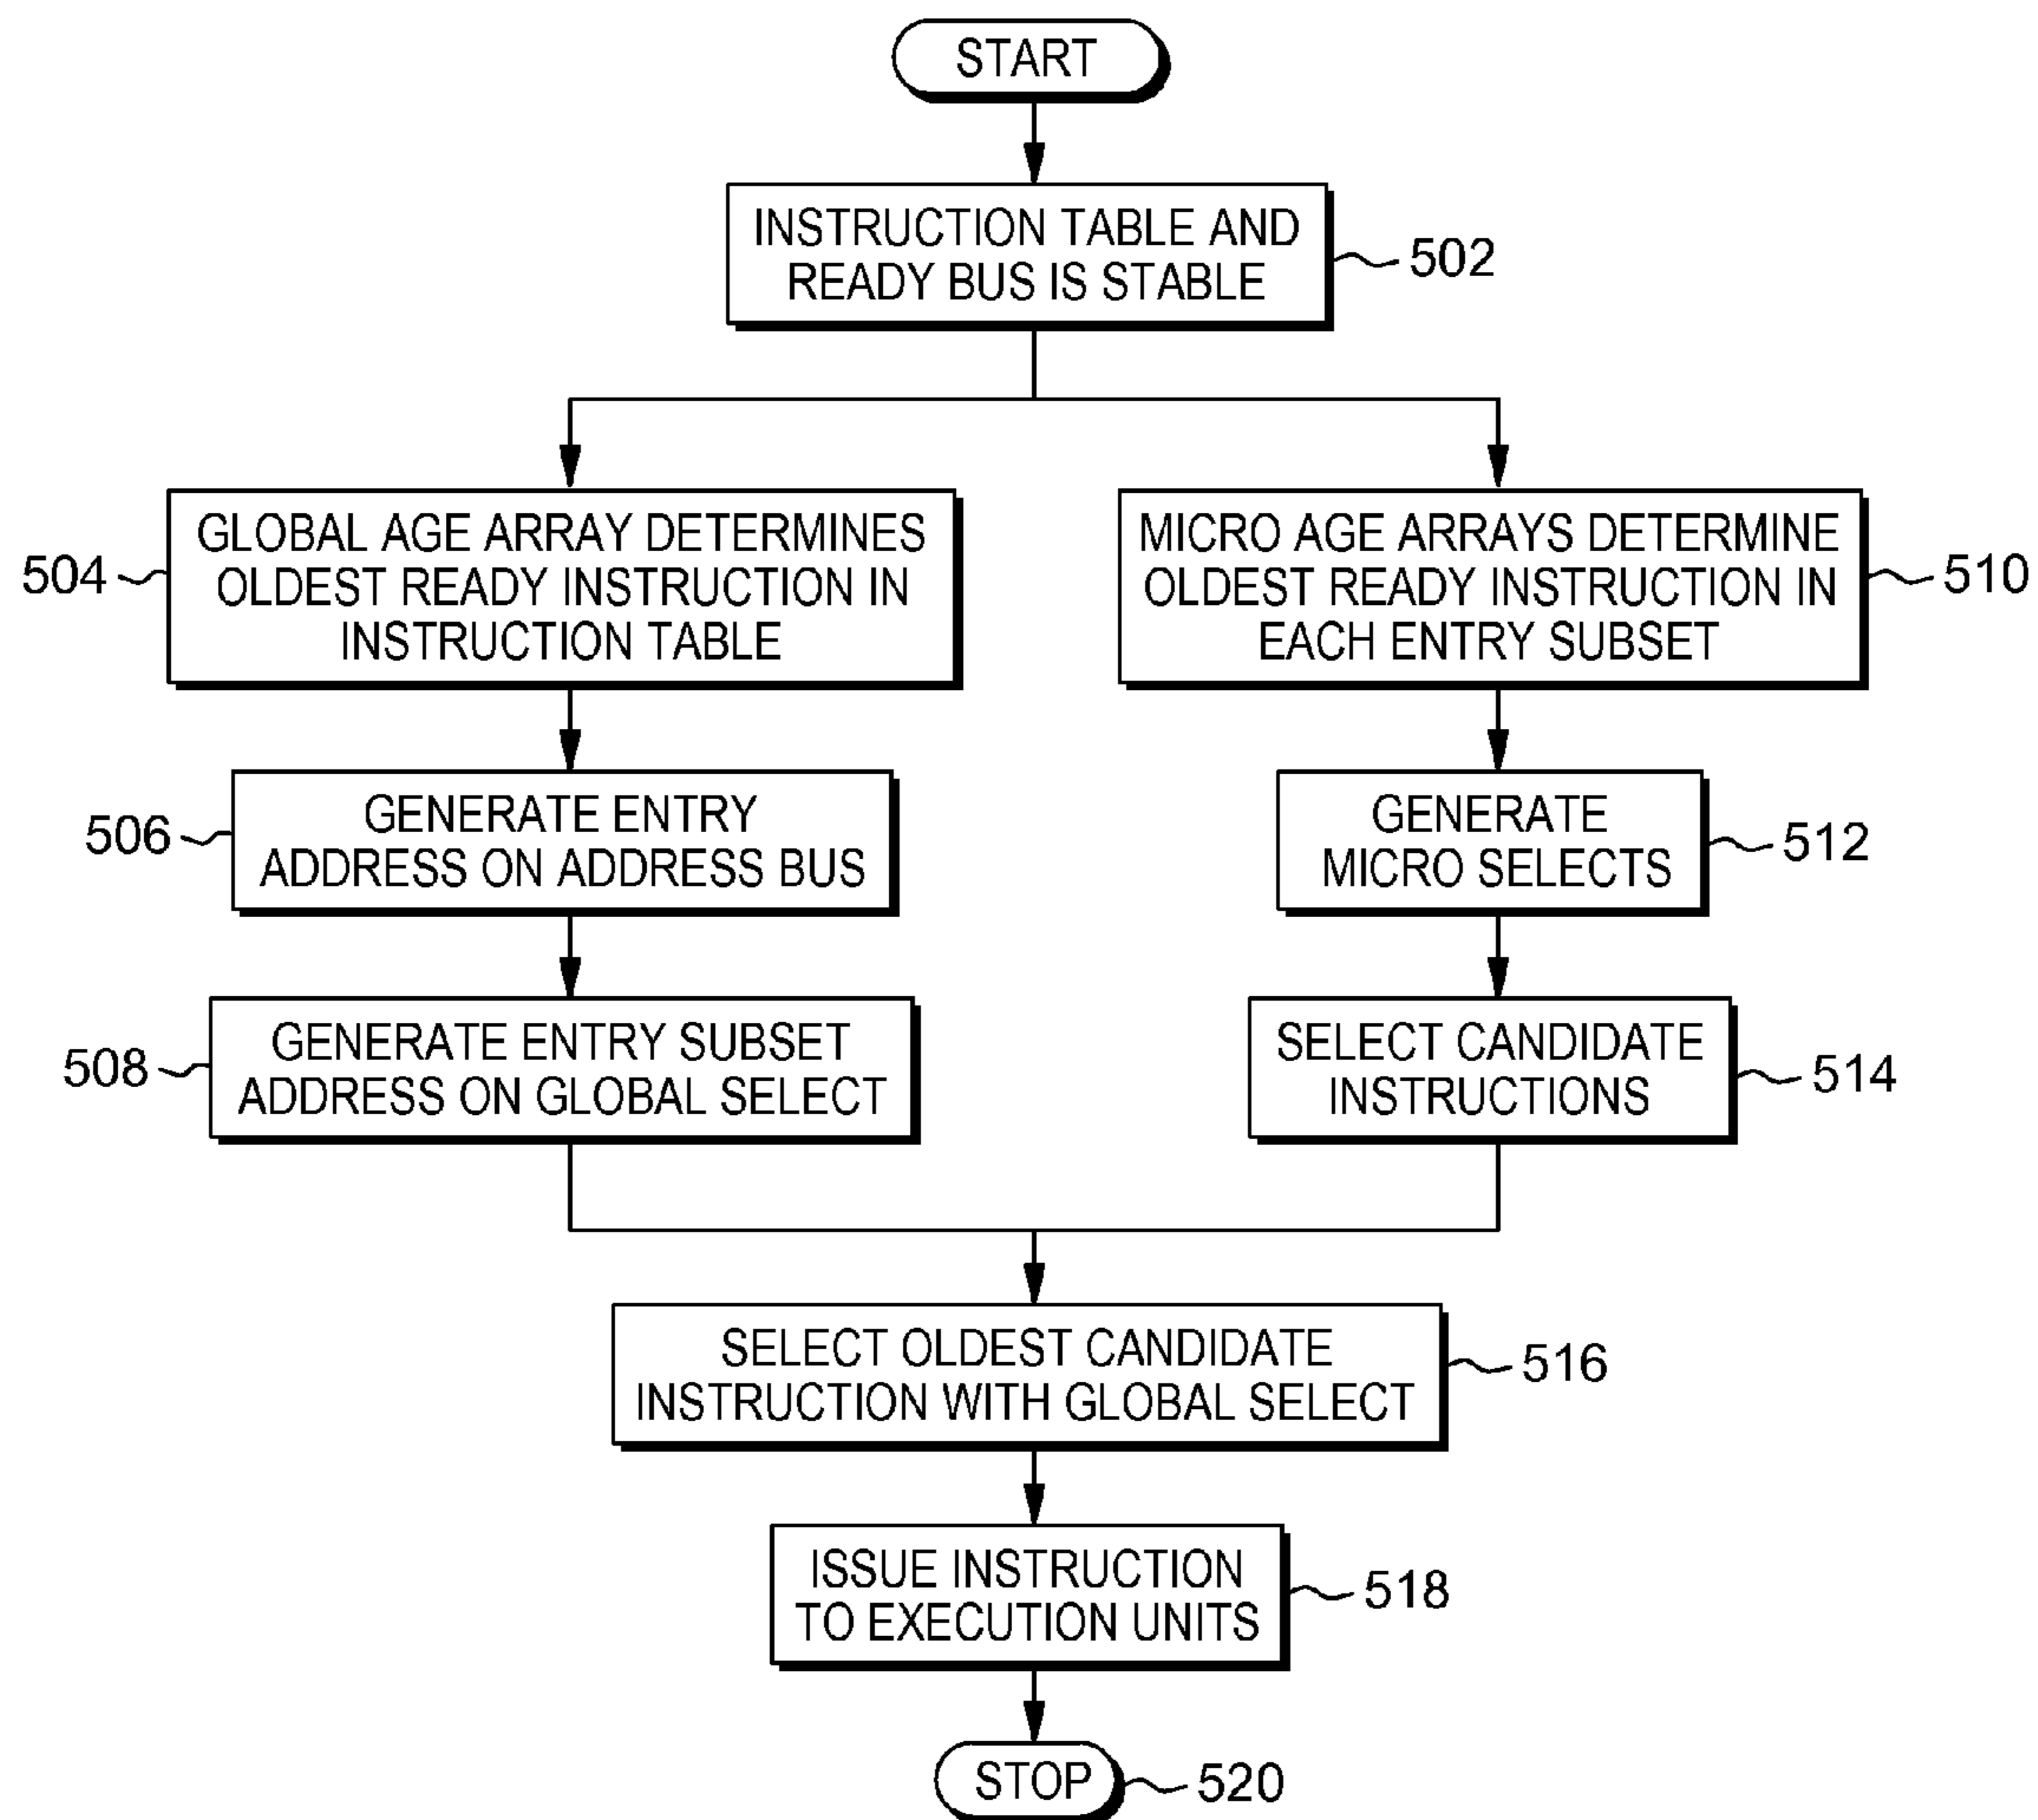 START
INSTRUCTION TABLE AND
READY BUS IS STABLE
502
GLOBAL AGE ARRAY DETERMINES
OLDEST READY INSTRUCTION IN
INSTRUCTION TABLE
504
MICRO AGE ARRAYS DETERMINE
OLDEST READY INSTRUCTION IN
EACH ENTRY SUBSET
510
GENERATE ENTRY
ADDRESS ON ADDRESS BUS
506
GENERATE
MICRO SELECTS
512
GENERATE ENTRY SUBSET
ADDRESS ON GLOBAL SELECT
508
SELECT CANDIDATE
INSTRUCTIONS
514
SELECT OLDEST CANDIDATE
INSTRUCTION WITH GLOBAL SELECT
516
ISSUE INSTRUCTION
TO EXECUTION UNITS
518
STOP
520